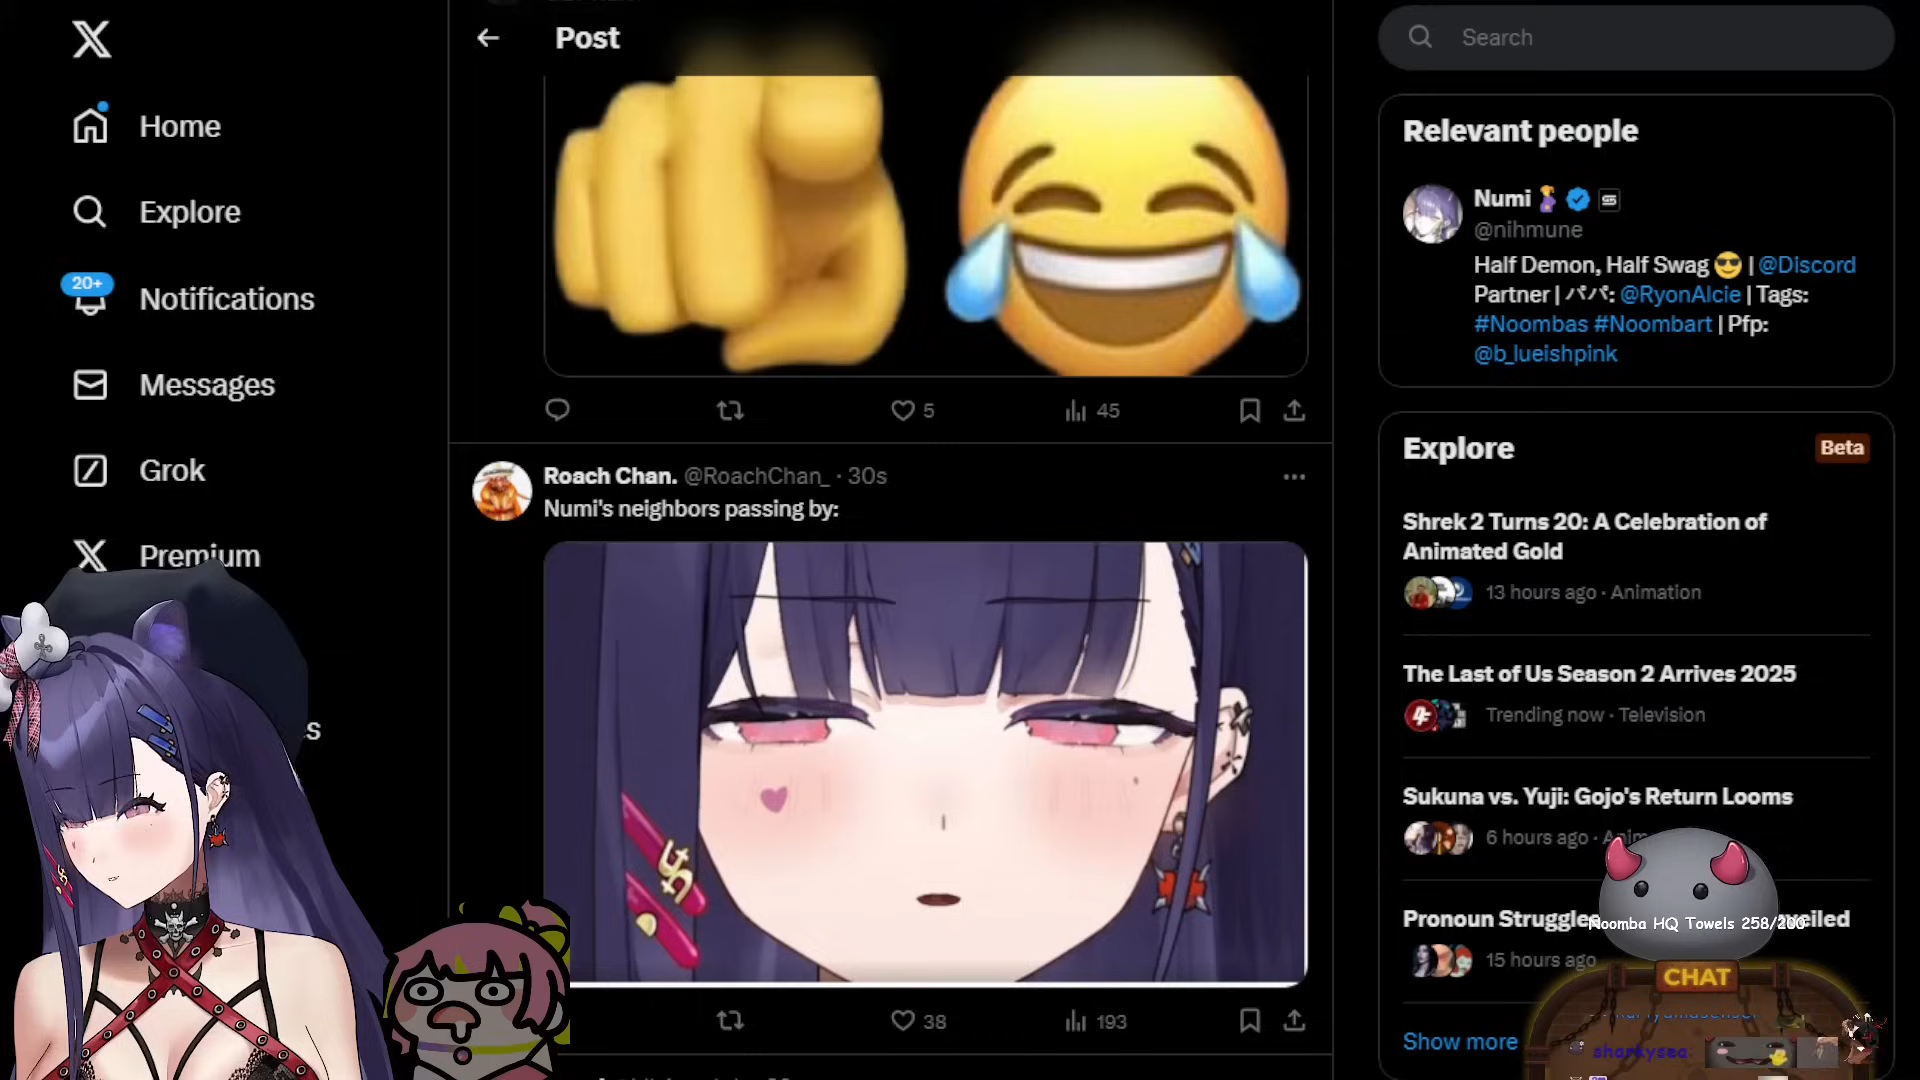 Home
Explore
20+
Notifications
Messages
Grok
Premium
Post
5
45
Roach Chan. @RoachChan_ · 30s
Numi's neighbors passing by:
38
193
Search
Relevant people
Numi
@nihmune
Half Demon, Half Swag 😎 | @Discord
Partner | パパ: @RyonAlcie | Tags:
#Noombas #Noombart | Pfp:
@b_lueishpink
Explore
Beta
Shrek 2 Turns 20: A Celebration of
Animated Gold
13 hours ago · Animation
The Last of Us Season 2 Arrives 2025
Trending now · Television
Sukuna vs. Yuji: Gojo's Return Looms
6 hours ago
Pronoun
Noomba HQ Towels 258/200
15 hours ago
CHAT
Show more
sharkysea: